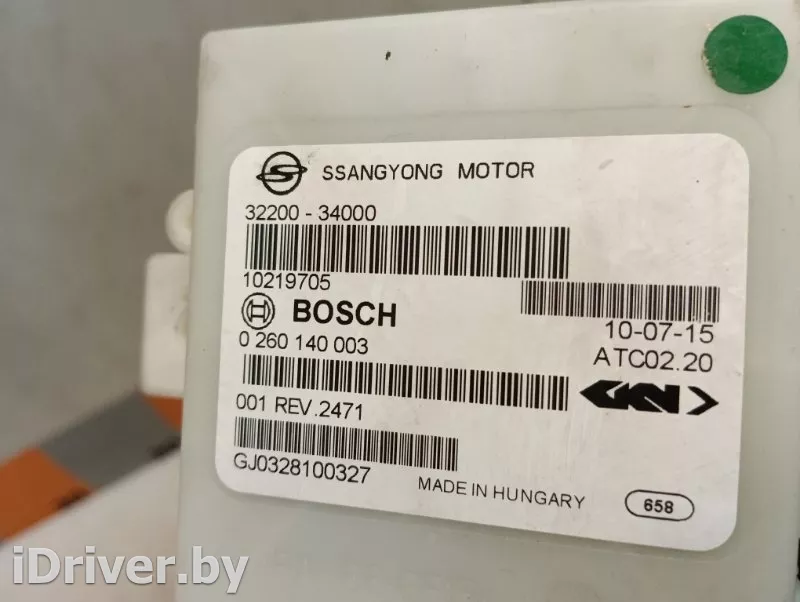 SSANGYONG MOTOR
32200 - 34000
10219705
BOSCH
10-07-15
0 260 140 003
ATC02.20
GKN
001 REV.2471
GJ0328100327
MADE IN HUNGARY
658
iDriver.by